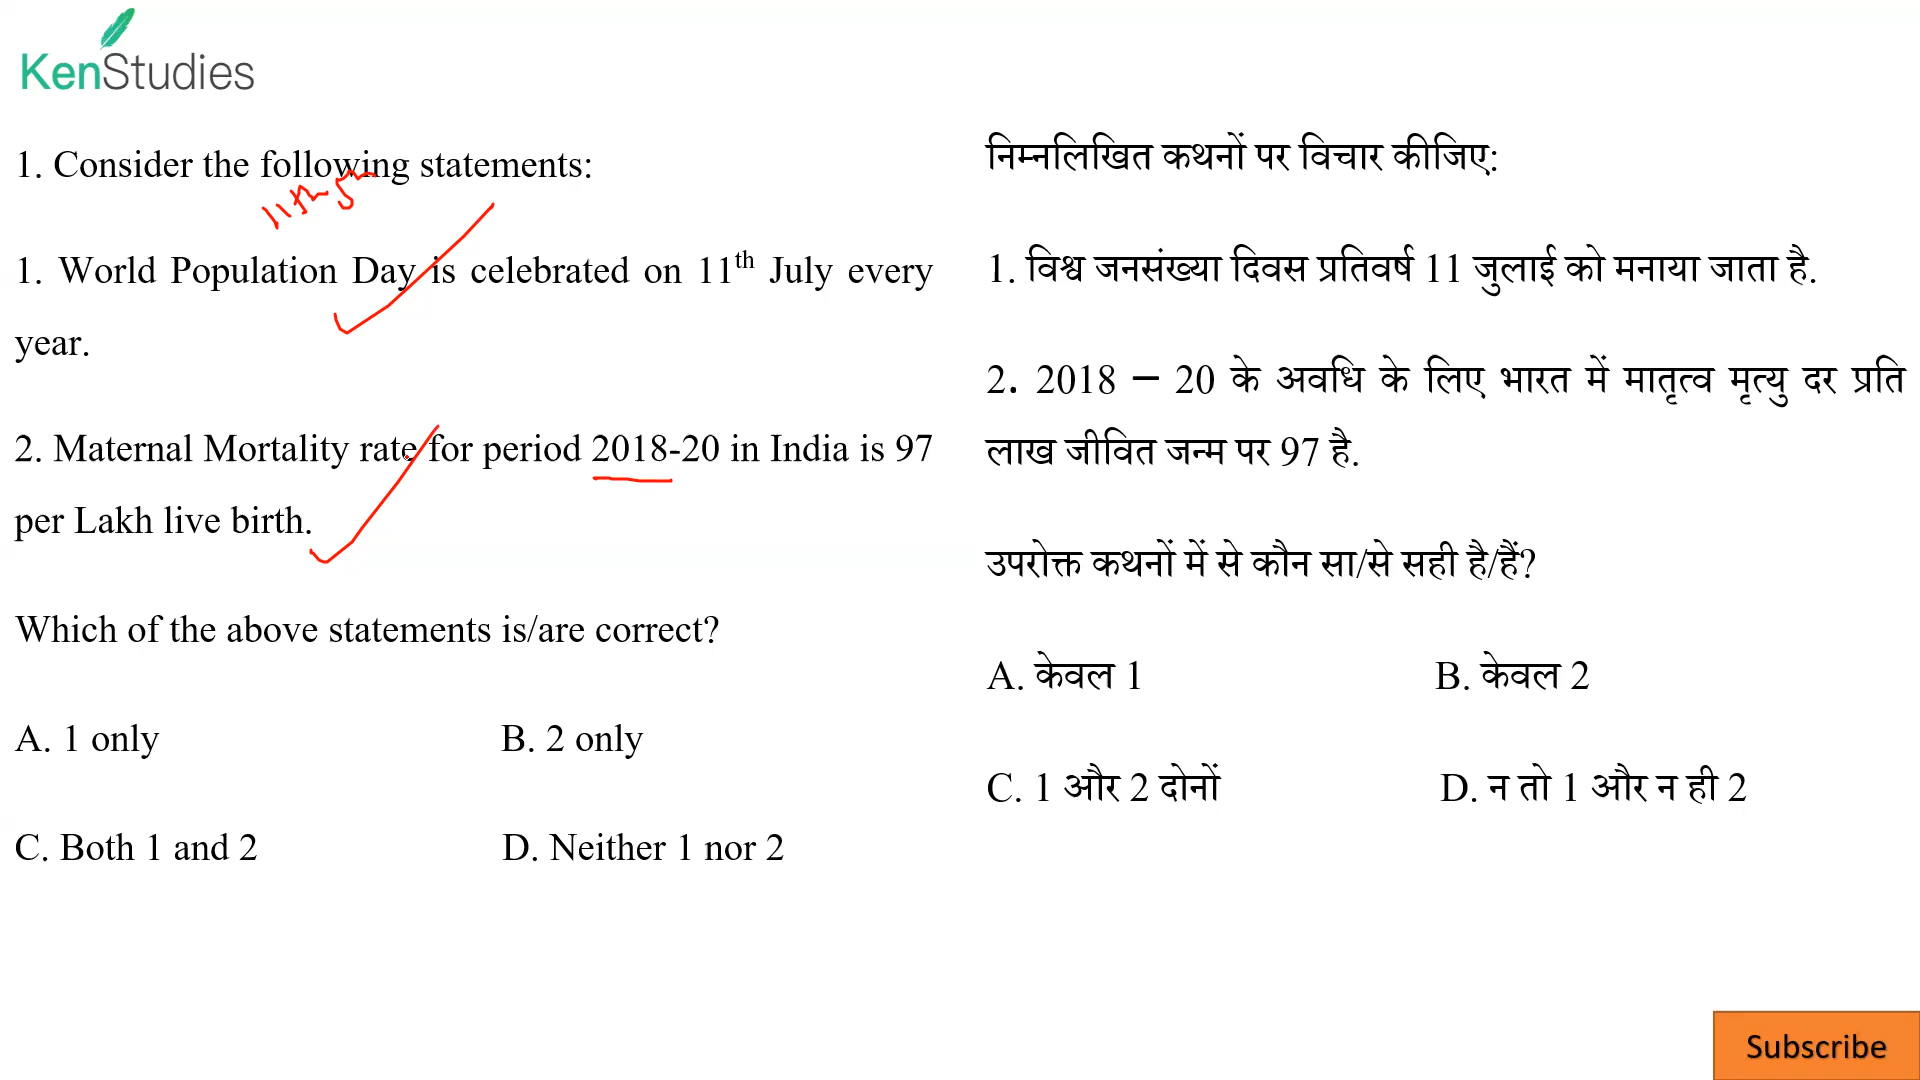 KenStudies
1. Consider the following statements:
11th
1. World Population Day is celebrated on 11th July every
year.
2. Maternal Mortality rate for period 2018-20 in India is 97
per Lakh live birth.
Which of the above statements is/are correct?
A. 1 only B. 2 only
C. Both 1 and 2 D. Neither 1 nor 2
निम्नलिखित कथनों पर विचार कीजिए:
1. विश्व जनसंख्या दिवस प्रतिवर्ष 11 जुलाई को मनाया जाता है.
2. 2018 – 20 के अवधि के लिए भारत में मातृत्व मृत्यु दर प्रति
लाख जीवित जन्म पर 97 है.
उपरोक्त कथनों में से कौन सा/से सही है/हैं?
A. केवल 1 B. केवल 2
C. 1 और 2 दोनों D. न तो 1 और न ही 2
Subscribe